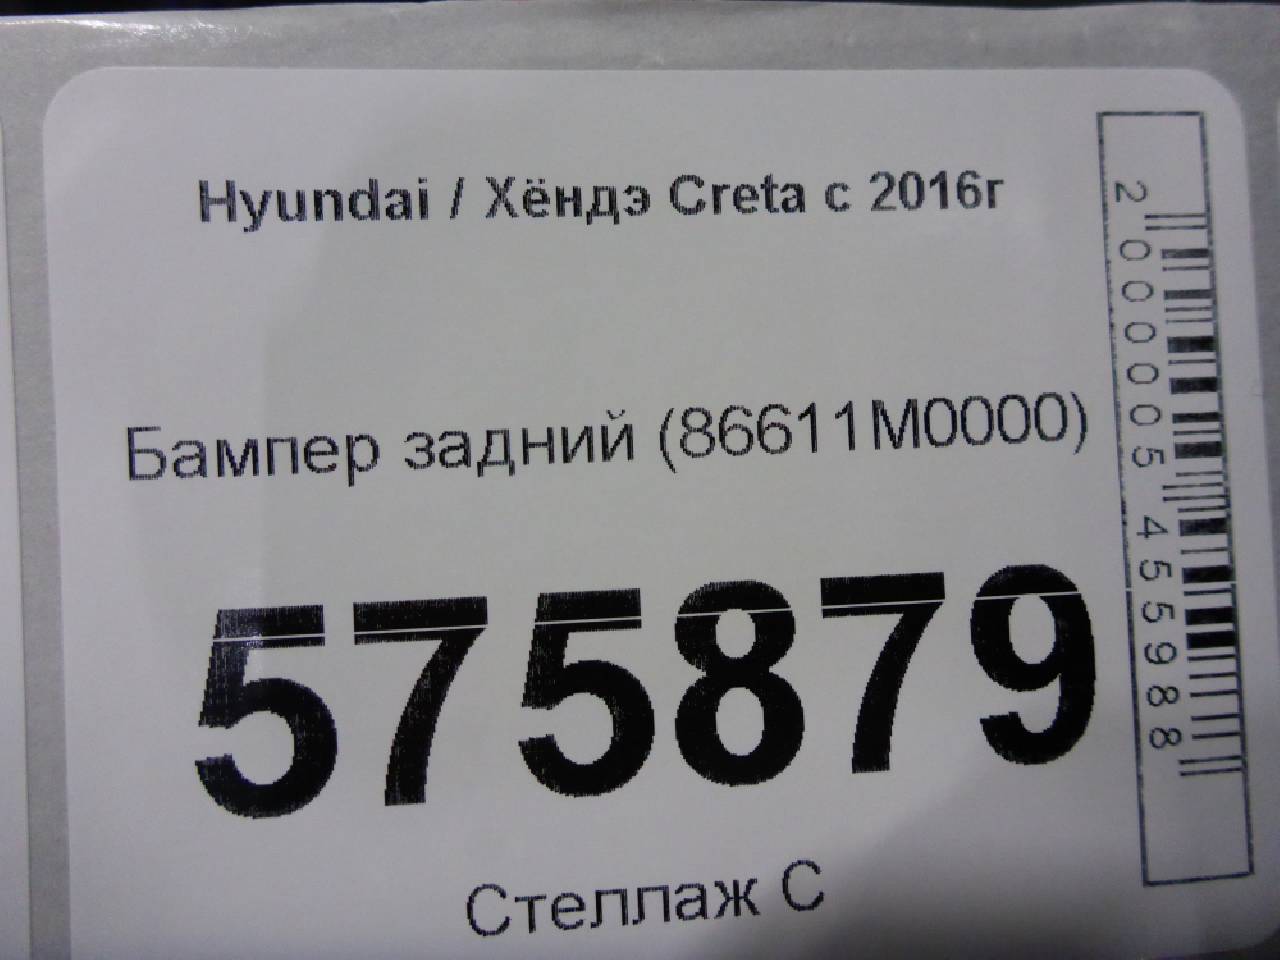 Hyundai / Хёндэ Creta с 2016г
Бампер задний (86611M0000)
575879
Стеллаж С
2000005455988